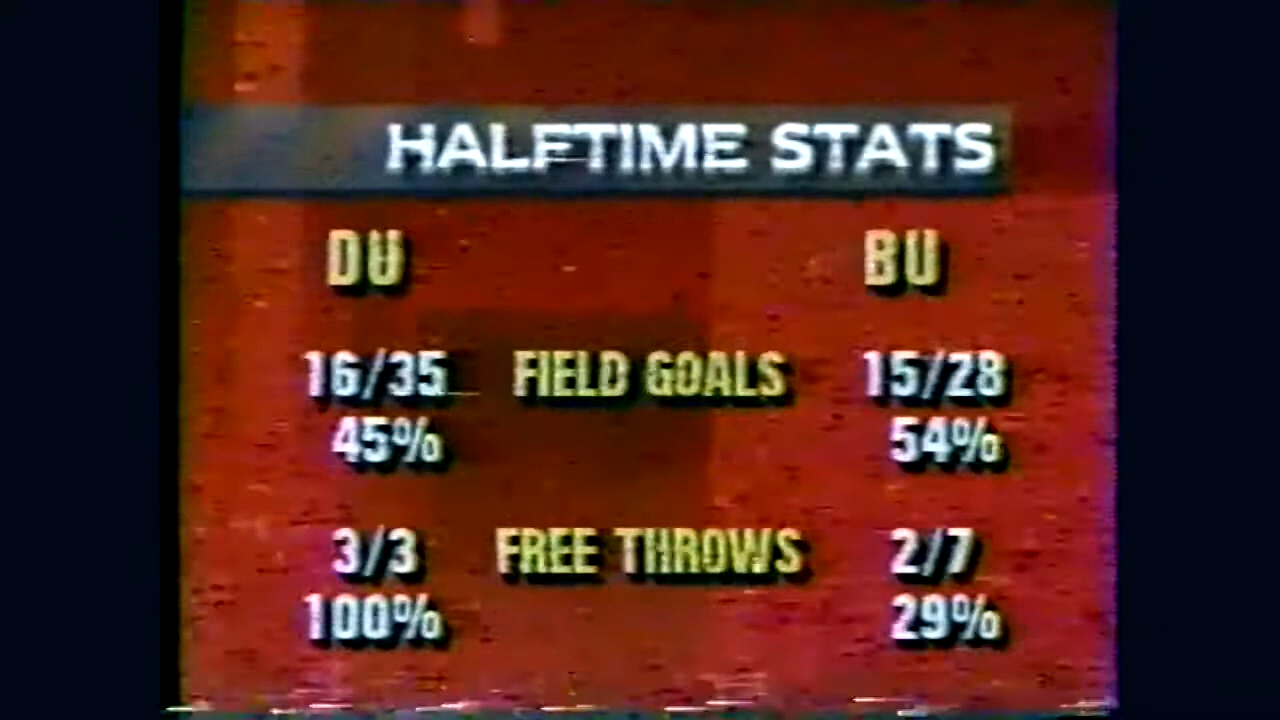 HALFTIME STATS
DU BU
16/35 FIELD GOALS 15/28
45% 54%
3/3 FREE THROWS 2/7
100% 29%